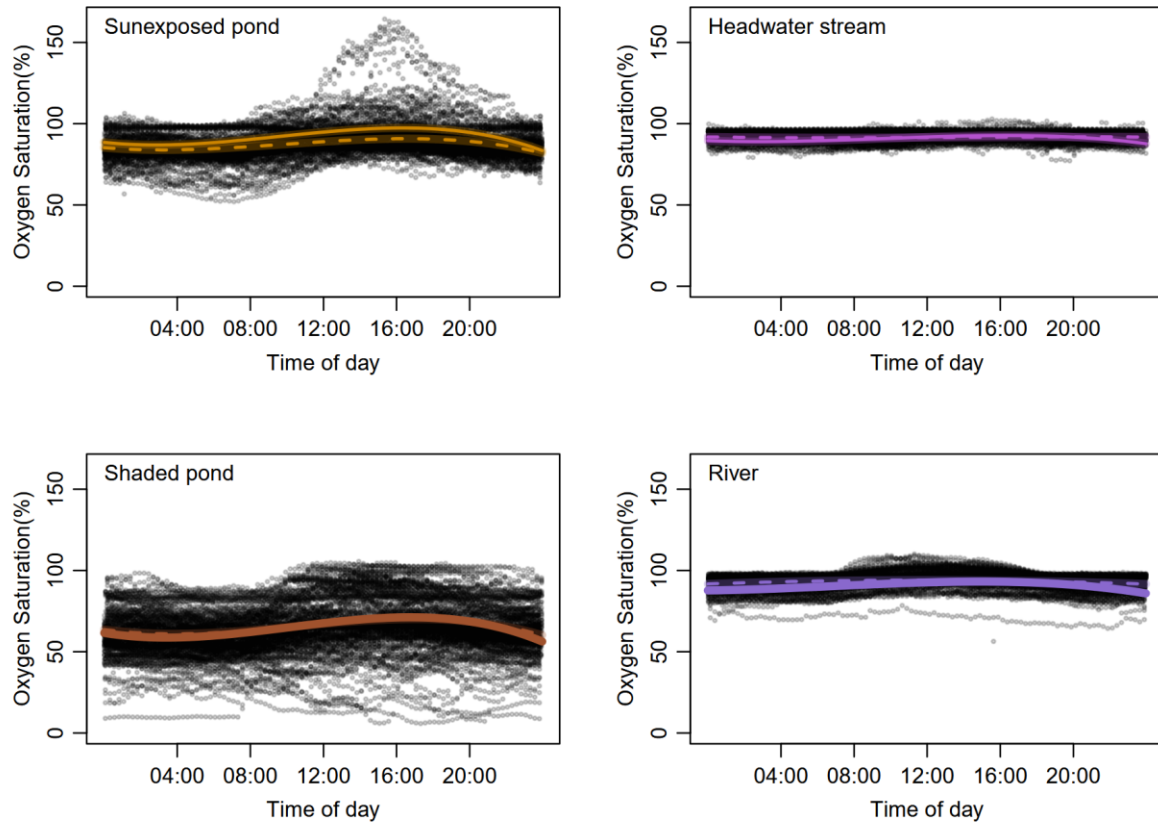 Sunexposed pond
Oxygen Saturation(%)
0 50 100 150
04:00 08:00 12:00 16:00 20:00
Time of day
Headwater stream
Oxygen Saturation(%)
0 50 100 150
04:00 08:00 12:00 16:00 20:00
Time of day
Shaded pond
Oxygen Saturation(%)
0 50 100 150
04:00 08:00 12:00 16:00 20:00
Time of day
River
Oxygen Saturation(%)
0 50 100 150
04:00 08:00 12:00 16:00 20:00
Time of day